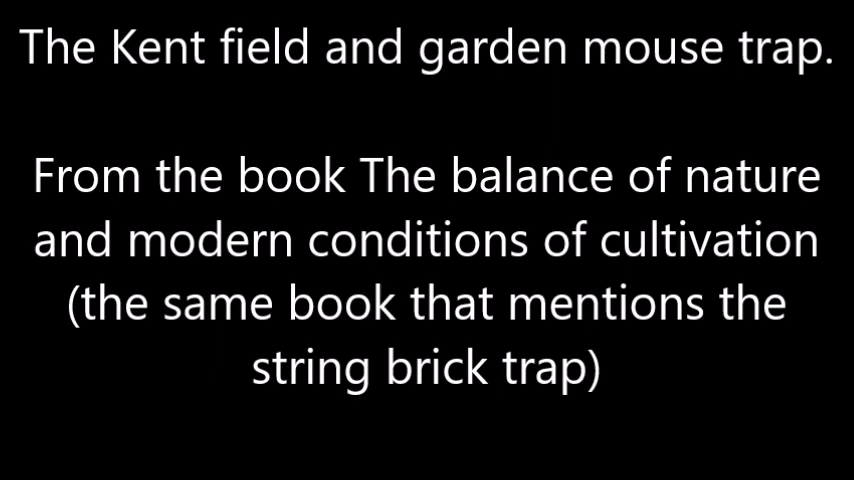 The Kent field and garden mouse trap.
From the book The balance of nature
and modern conditions of cultivation
(the same book that mentions the
string brick trap)